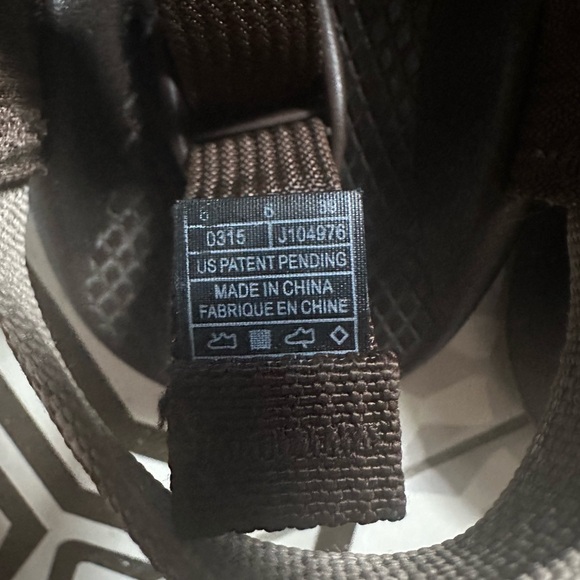 0315 J104976
US PATENT PENDING
MADE IN CHINA
FABRIQUE EN CHINE